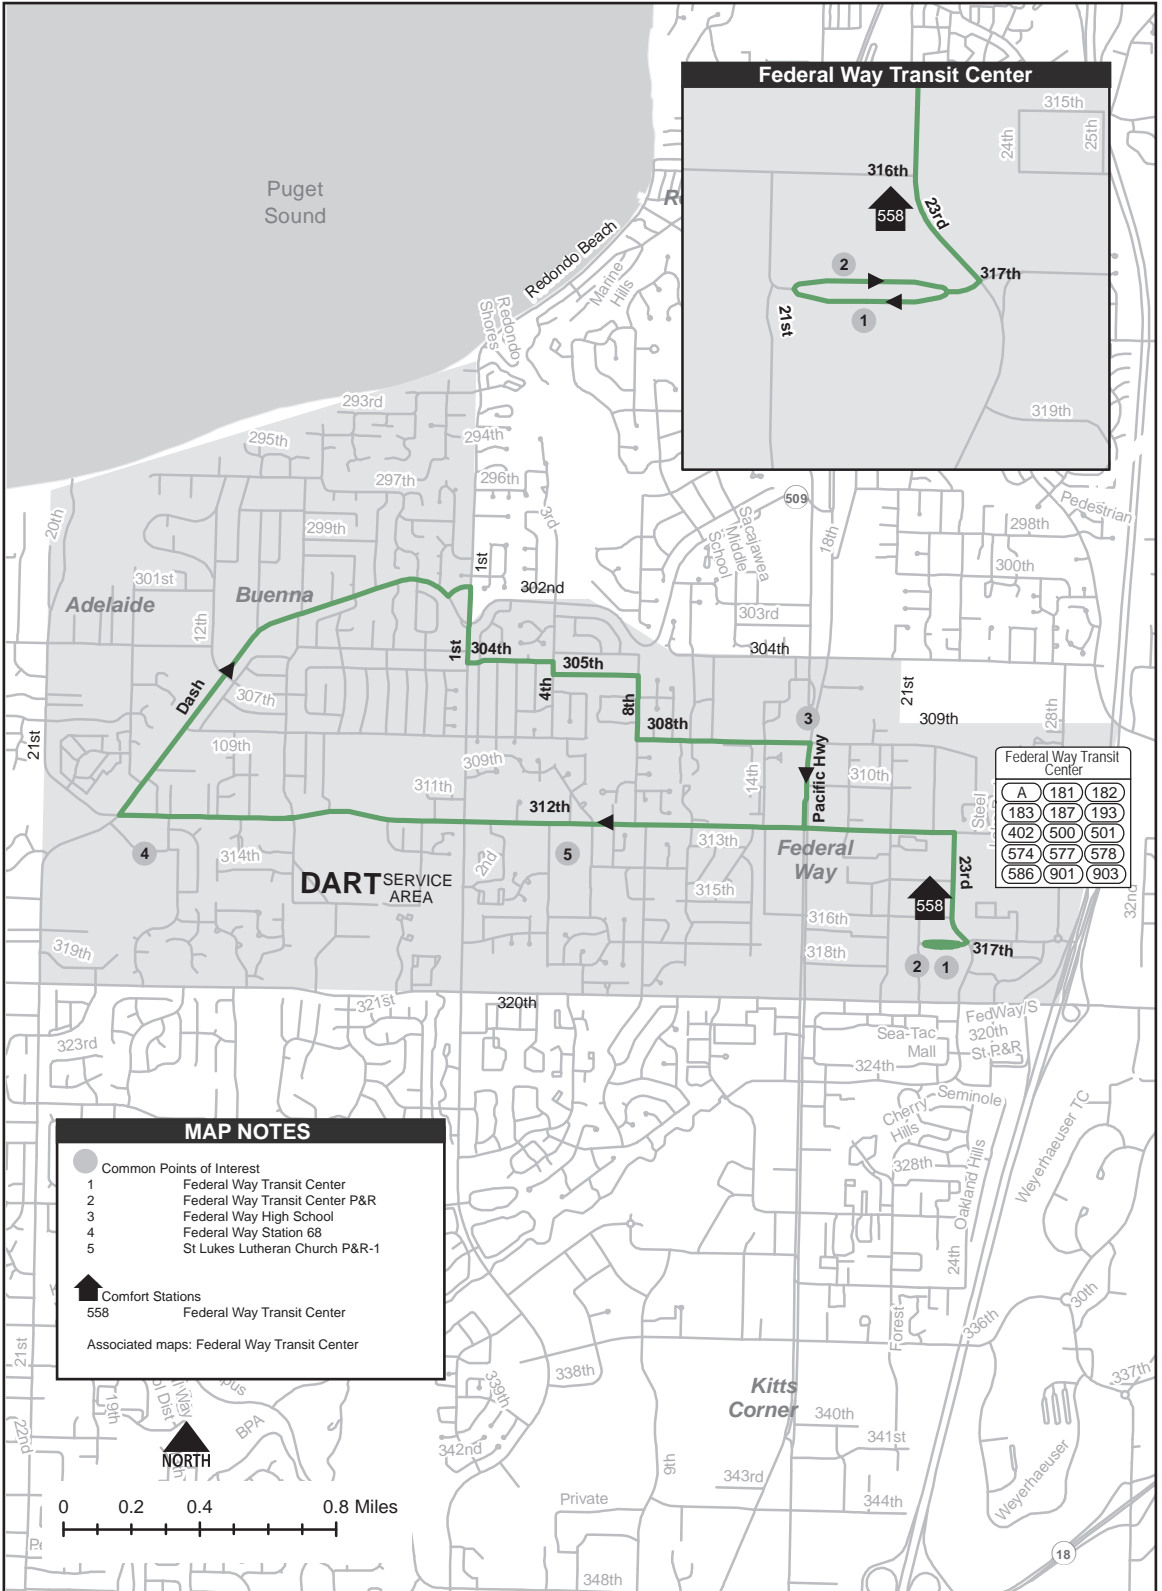 Federal Way Transit Center
315th
24th
25th
316th
558
23rd
2
317th
21st
1
319th
Puget
Sound
Redondo Beach
Marine
Hills
Redondo
Shores
293rd
295th
294th
297th
296th
299th
3rd
20th
509
Sacajawea
Middle
School
18th
Pedestrian
298th
300th
301st
1st
302nd
Adelaide
Buenna
12th
303rd
304th
1st
304th
305th
4th
8th
308th
Dash
307th
21st
309th
28th
3
21st
109th
309th
311th
14th
Pacific Hwy
310th
Federal Way Transit
Center
A 181 182
183 187 193
402 500 501
574 577 578
586 901 903
Steel
312th
313th
Federal
Way
4
314th
2nd
5
DART SERVICE
AREA
315th
23rd
558
316th
32nd
319th
318th
317th
2
1
321st
320th
323rd
FedWay/S
320th
St P&R
Sea-Tac
Mall
324th
Seminole
Cherry
Hills
328th
Oakland Hills
Weyerhaeuser TC
24th
MAP NOTES
Common Points of Interest
1 Federal Way Transit Center
2 Federal Way Transit Center P&R
3 Federal Way High School
4 Federal Way Station 68
5 St Lukes Lutheran Church P&R-1
Comfort Stations
558 Federal Way Transit Center
Associated maps: Federal Way Transit Center
21st
Forest
336th
30th
338th
339th
337th
Kitts
Corner
19th
22nd
BPA
NORTH
340th
341st
342nd
9th
343rd
344th
Weyerhaeuser
Private
0 0.2 0.4 0.8 Miles
18
348th